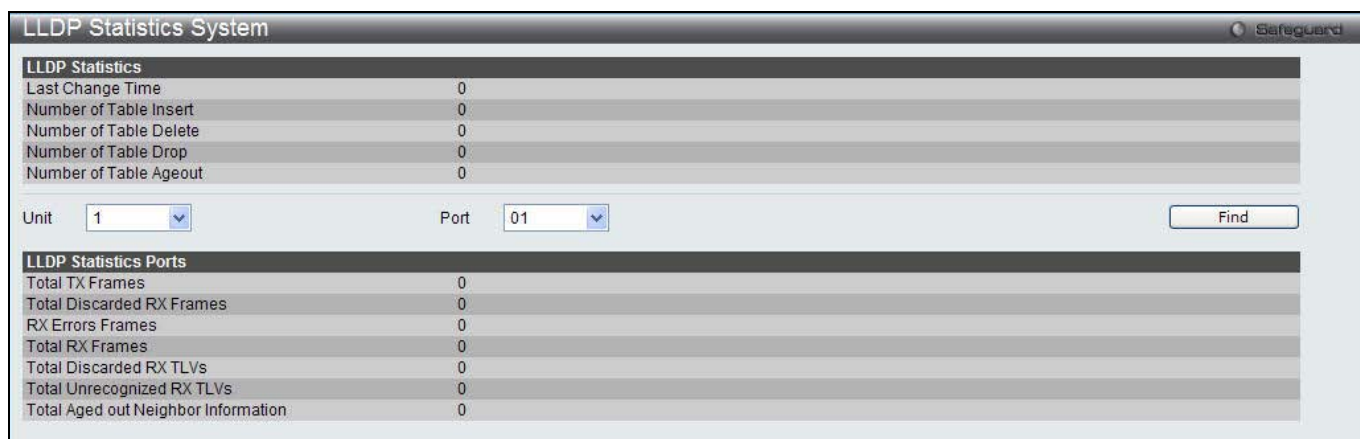 LLDP Statistics System
Safeguard
LLDP Statistics
Last Change Time 0
Number of Table Insert 0
Number of Table Delete 0
Number of Table Drop 0
Number of Table Ageout 0
Unit 1 Port 01 Find
LLDP Statistics Ports
Total TX Frames 0
Total Discarded RX Frames 0
RX Errors Frames 0
Total RX Frames 0
Total Discarded RX TLVs 0
Total Unrecognized RX TLVs 0
Total Aged out Neighbor Information 0